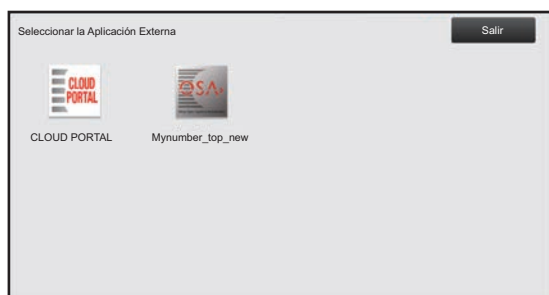 Seleccionar la Aplicación Externa
Salir
CLOUD
PORTAL
OSA
CLOUD PORTAL
Mynumber_top_new